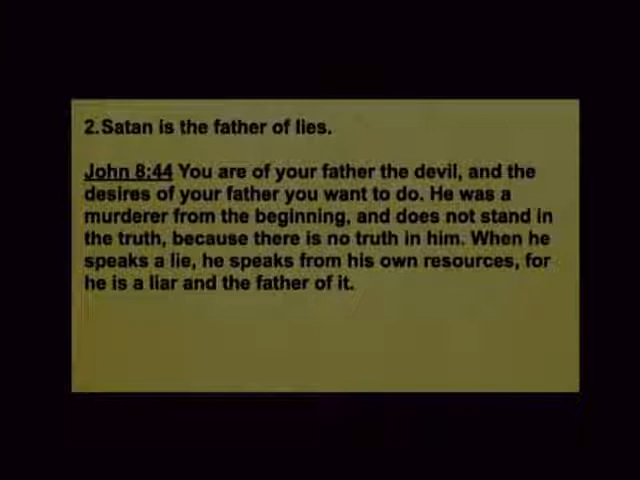 2.Satan is the father of lies.
John 8:44 You are of your father the devil, and the
desires of your father you want to do. He was a
murderer from the beginning, and does not stand in
the truth, because there is no truth in him. When he
speaks a lie, he speaks from his own resources, for
he is a liar and the father of it.